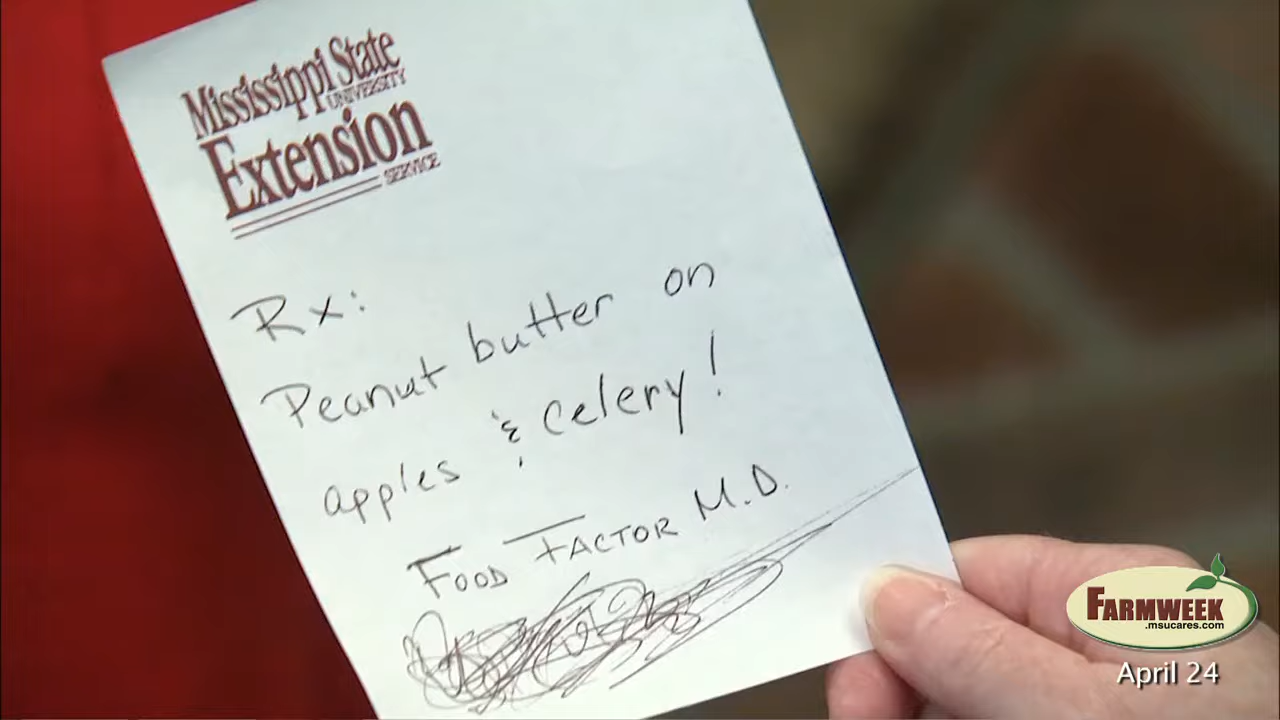 Mississippi State
UNIVERSITY
Extension
SERVICE
Rx:
Peanut butter on
apples & celery!
FOOD FACTOR M.D.
FARMWEEK
.msucares.com
April 24